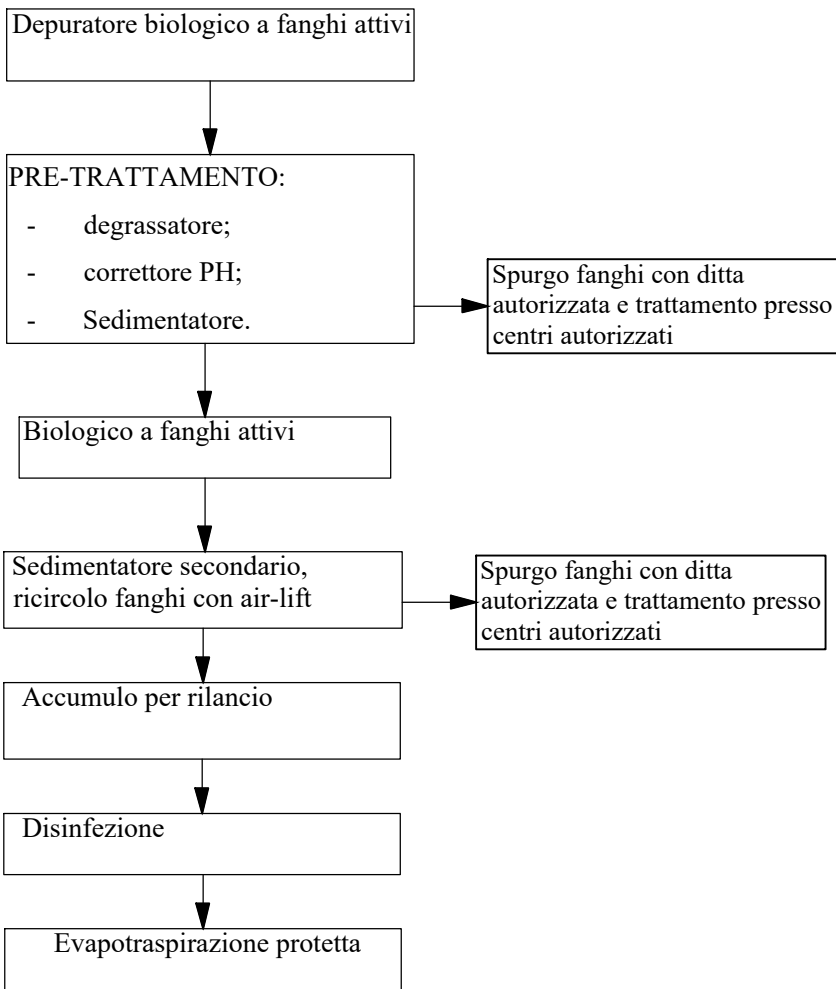 Depuratore biologico a fanghi attivi
PRE-TRATTAMENTO:
- degrassatore;
- correttore PH;
- Sedimentatore.
Spurgo fanghi con ditta
autorizzata e trattamento presso
centri autorizzati
Biologico a fanghi attivi
Sedimentatore secondario,
ricircolo fanghi con air-lift
Spurgo fanghi con ditta
autorizzata e trattamento presso
centri autorizzati
Accumulo per rilancio
Disinfezione
Evapotraspirazione protetta